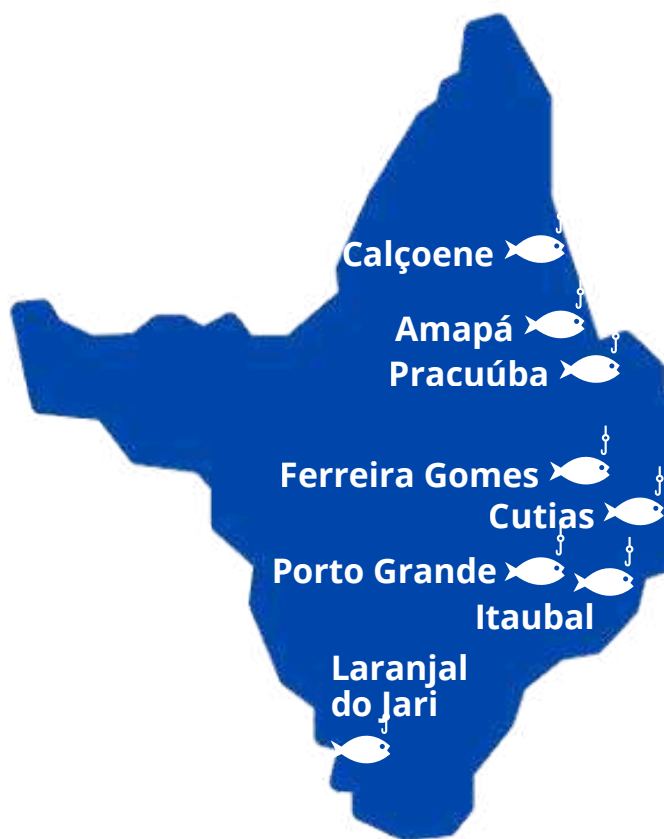 Calçoene
Amapá
Pracuúba
Ferreira Gomes
Cutias
Porto Grande
Itaubal
Laranjal
do Jari